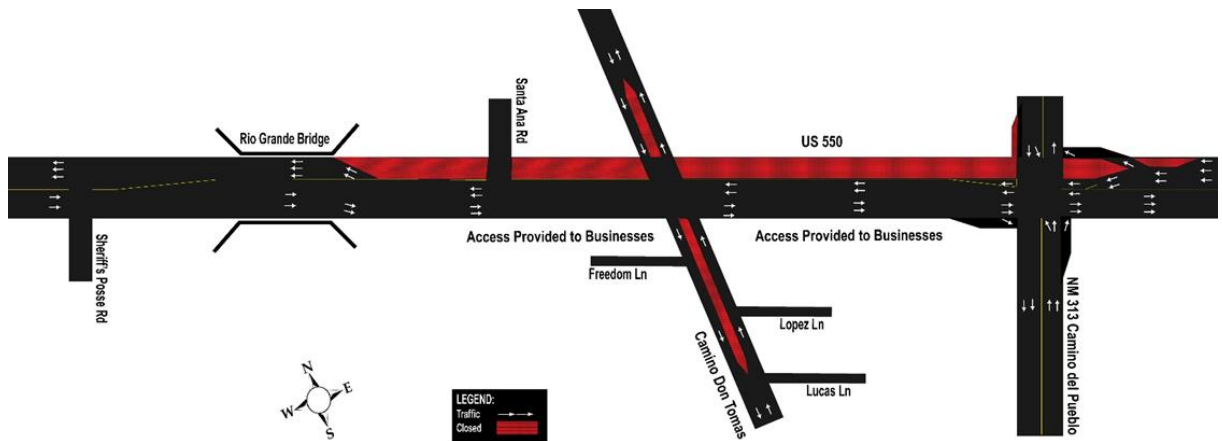 Rio Grande Bridge
Santa Ana Rd
US 550
Sheriff's Posse Rd
Access Provided to Businesses
Access Provided to Businesses
Freedom Ln
Lopez Ln
Camino Don Tomas
Lucas Ln
NM 313 Camino del Pueblo
N
E
W
S
LEGEND:
Traffic
Closed